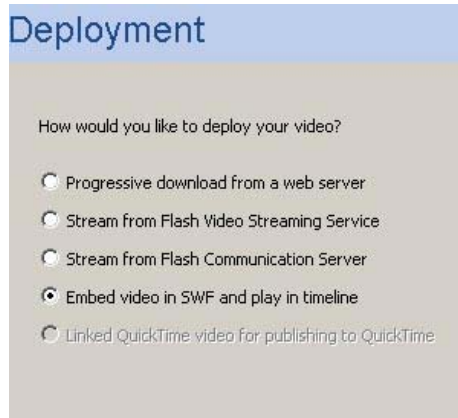 Deployment
How would you like to deploy your video?
Progressive download from a web server
Stream from Flash Video Streaming Service
Stream from Flash Communication Server
Embed video in SWF and play in timeline
Linked QuickTime video for publishing to QuickTime